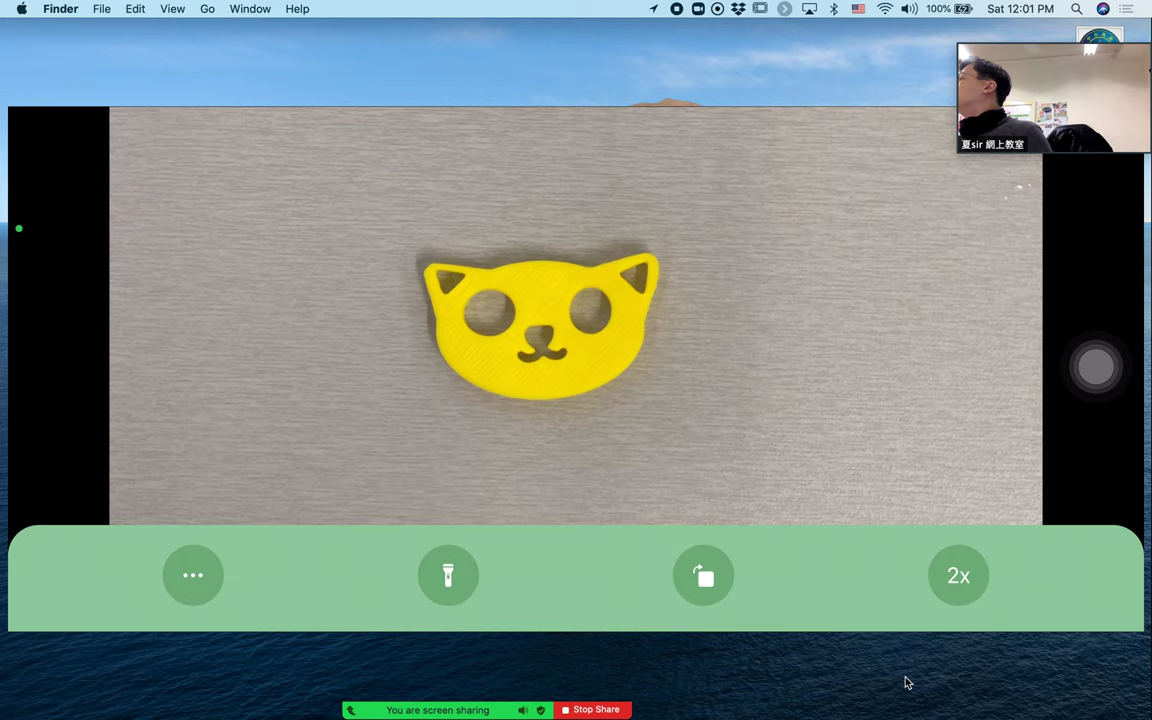 Finder File Edit View Go Window Help 100% Sat 12:01 PM
夏sir 網上教室
2x
You are screen sharing Stop Share